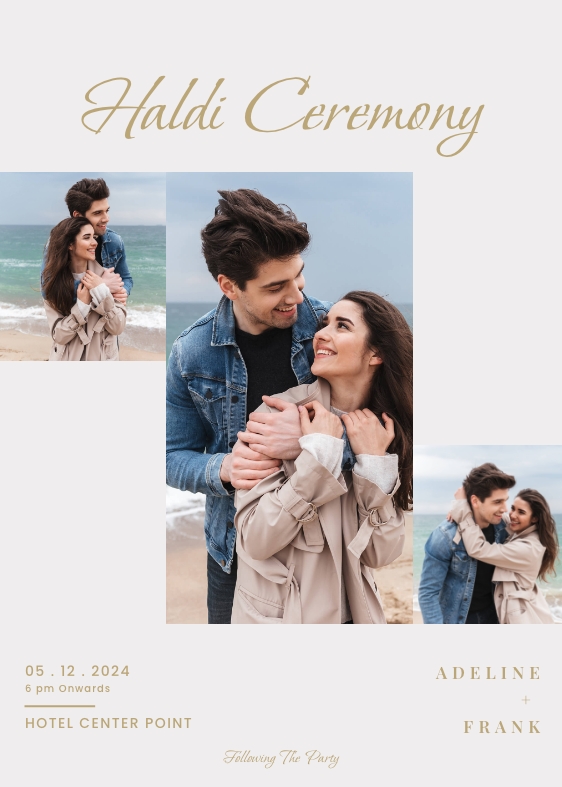 Haldi Ceremony
05 . 12 . 2024
6 pm Onwards
HOTEL CENTER POINT
ADELINE
+
FRANK
Following The Party